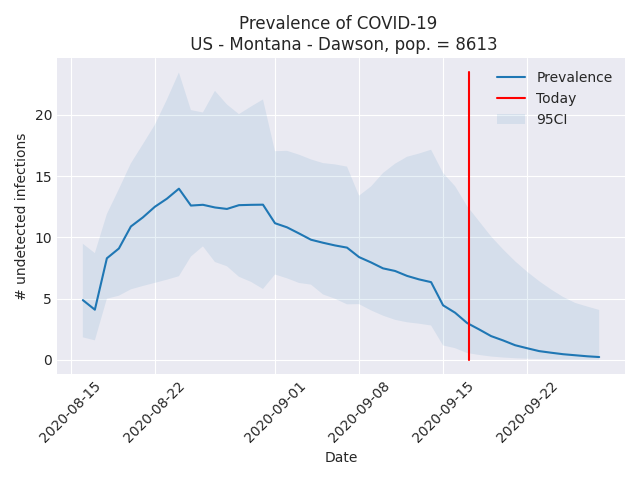 Prevalence of COVID-19
US - Montana - Dawson, pop. = 8613
Prevalence
Today
95CI
# undetected infections
20
15
10
5
0
2020-08-15
2020-08-22
2020-09-01
2020-09-08
2020-09-15
2020-09-22
Date